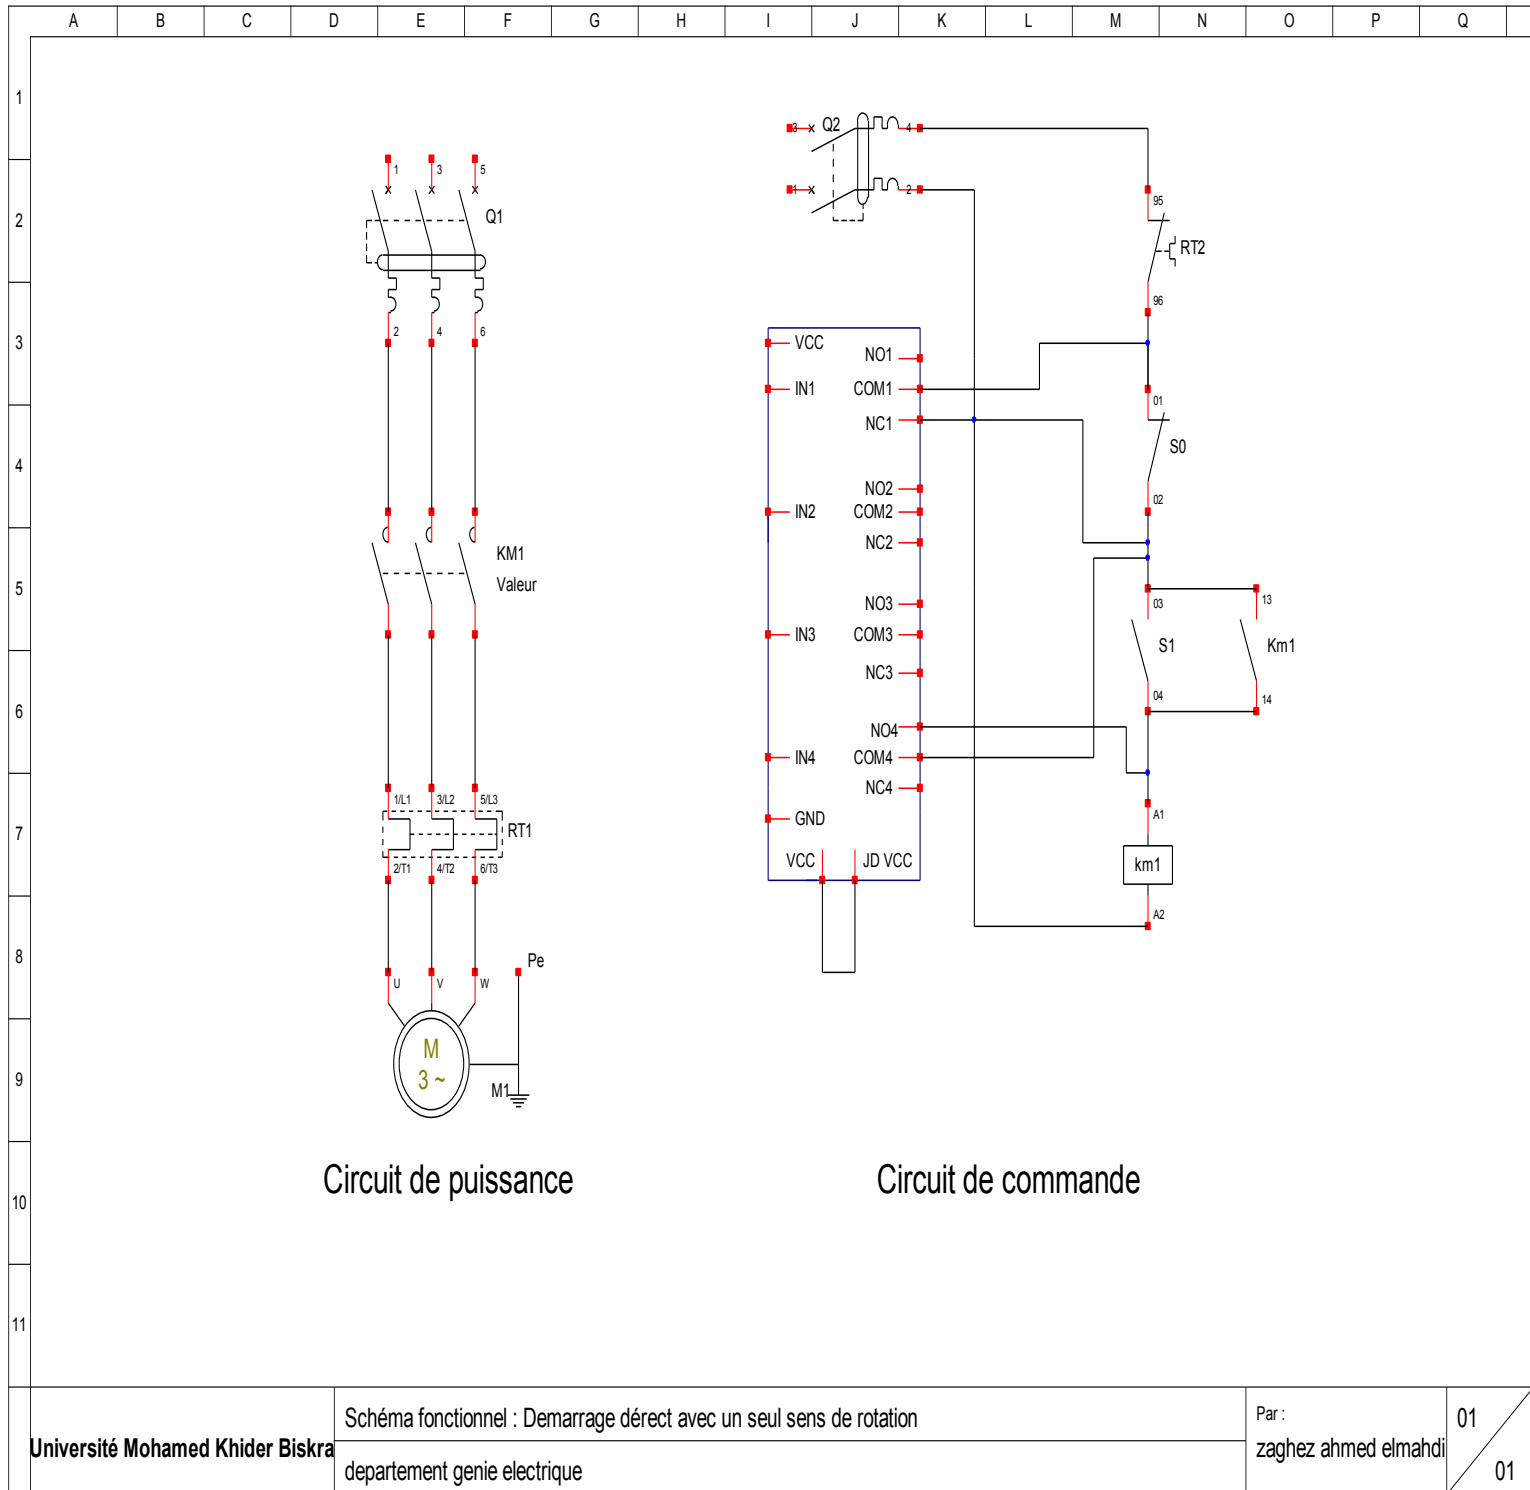 A B C D E F G H I J K L M N O P Q
1
2
3
4
5
6
7
8
9
10
11
1 3 5
Q1
2 4 6
KM1
Valeur
1/L1 3/L2 5/L3
RT1
2/T1 4/T2 6/T3
U V W
Pe
M
3 ~
M1
Circuit de puissance
3 Q2 4
1 2
95
RT2
96
VCC
NO1
IN1 COM1
NC1
01
S0
02
NO2
IN2 COM2
NC2
NO3
IN3 COM3
NC3
NO4
IN4 COM4
NC4
GND
VCC JD VCC
03 13
S1 Km1
04 14
A1
km1
A2
Circuit de commande
Université Mohamed Khider Biskra
Schéma fonctionnel : Demarrage dérect avec un seul sens de rotation
departement genie electrique
Par :
zaghez ahmed elmahdi
01
01